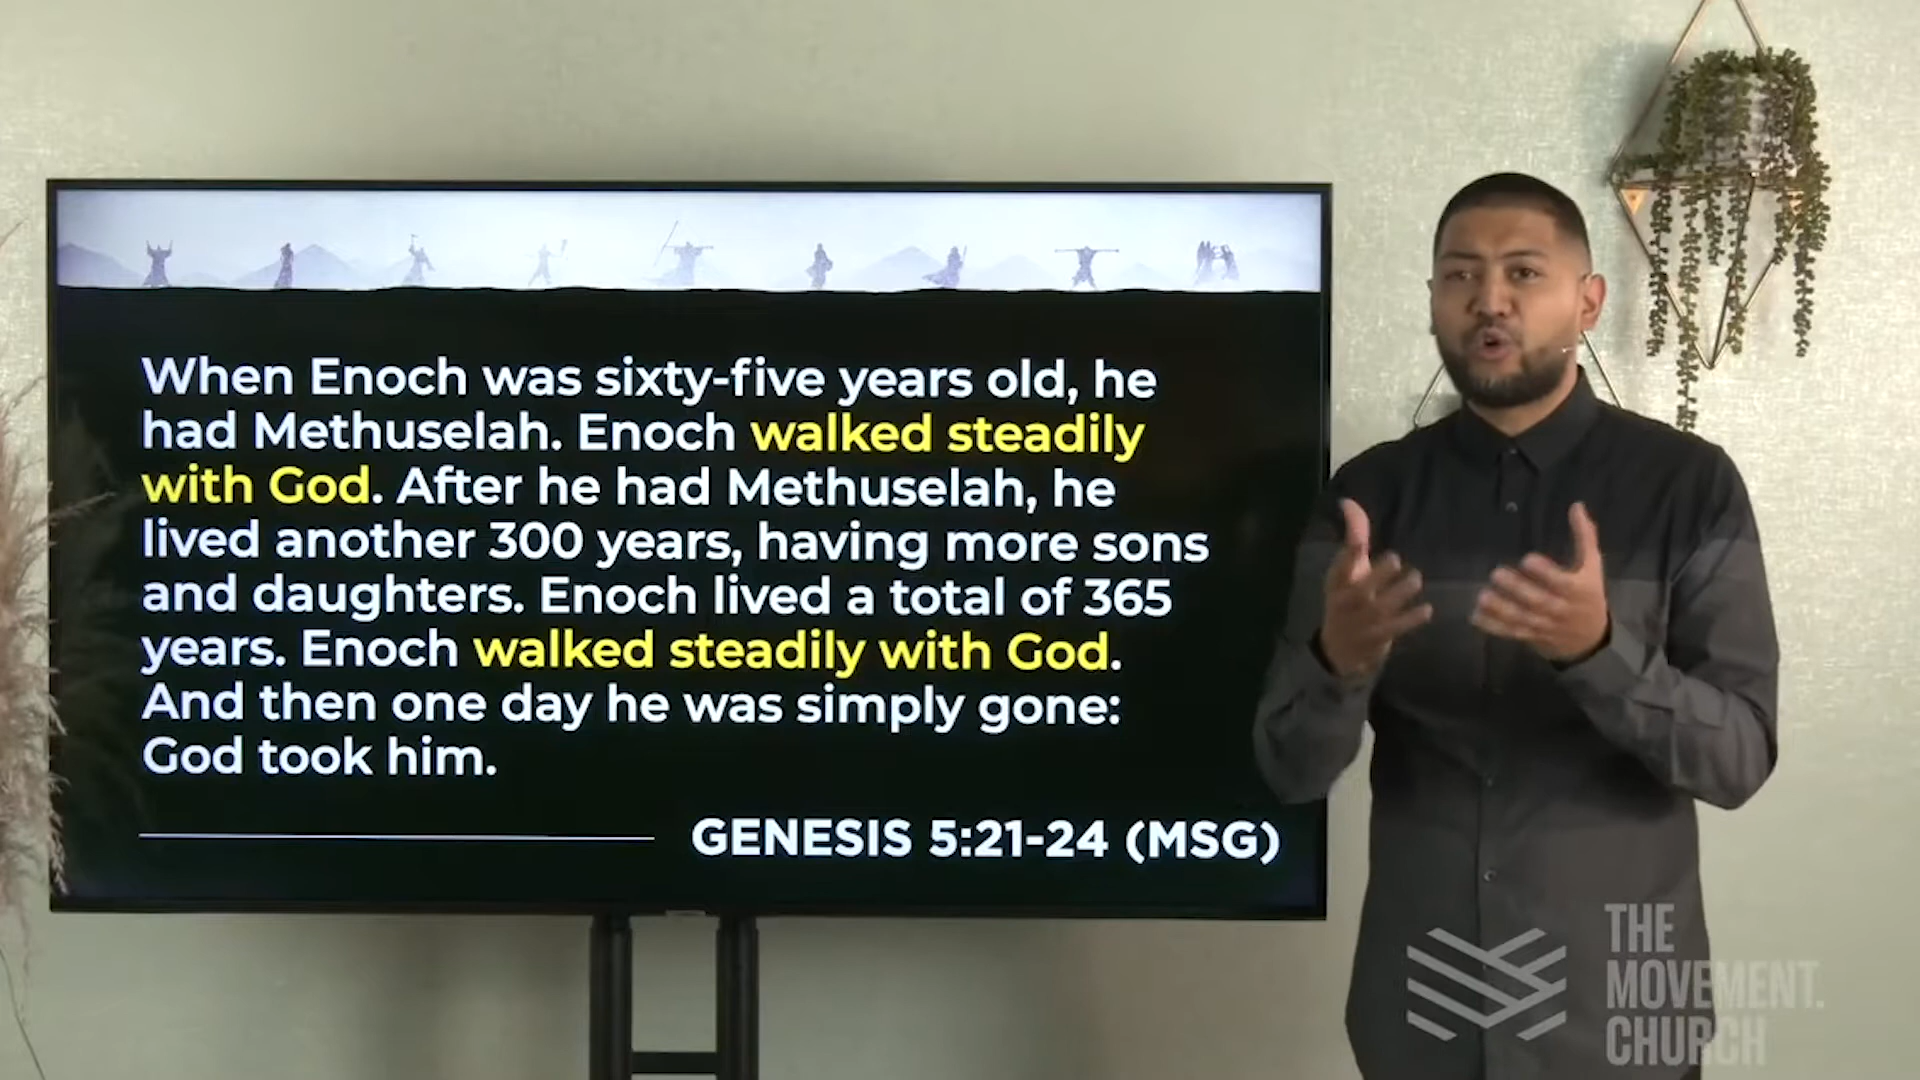 When Enoch was sixty-five years old, he
had Methuselah. Enoch walked steadily
with God. After he had Methuselah, he
lived another 300 years, having more sons
and daughters. Enoch lived a total of 365
years. Enoch walked steadily with God.
And then one day he was simply gone:
God took him.
GENESIS 5:21-24 (MSG)
THE
MOVEMENT.
CHURCH